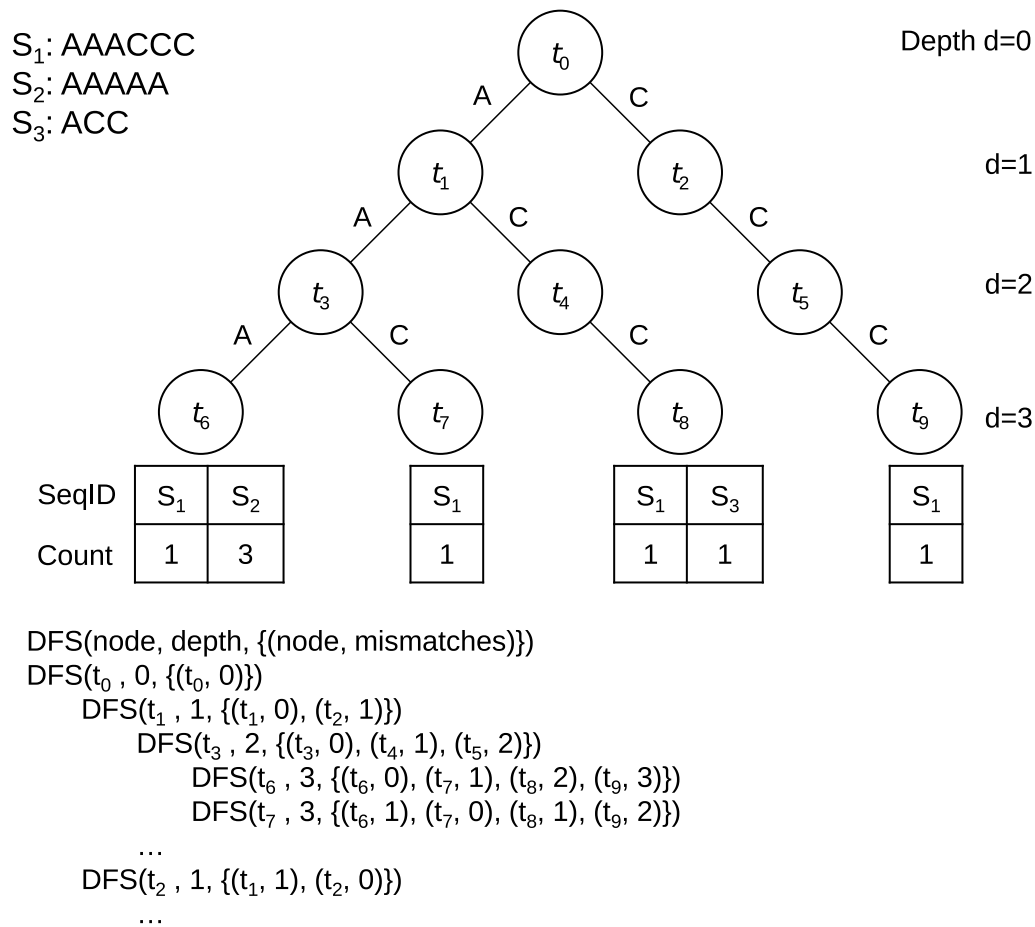 S₁: AAACCC
S₂: AAAAA
S₃: ACC
Depth d=0
t₀
A C
d=1
t₁ t₂
A C C
d=2
t₃ t₄ t₅
A C C C
d=3
t₆ t₇ t₈ t₉
SeqID S₁ S₂ S₁ S₁ S₃ S₁
Count 1 3 1 1 1 1
DFS(node, depth, {(node, mismatches)})
DFS(t₀ , 0, {(t₀, 0)})
DFS(t₁ , 1, {(t₁, 0), (t₂, 1)})
DFS(t₃ , 2, {(t₃, 0), (t₄, 1), (t₅, 2)})
DFS(t₆ , 3, {(t₆, 0), (t₇, 1), (t₈, 2), (t₉, 3)})
DFS(t₇ , 3, {(t₆, 1), (t₇, 0), (t₈, 1), (t₉, 2)})
...
DFS(t₂ , 1, {(t₁, 1), (t₂, 0)})
...